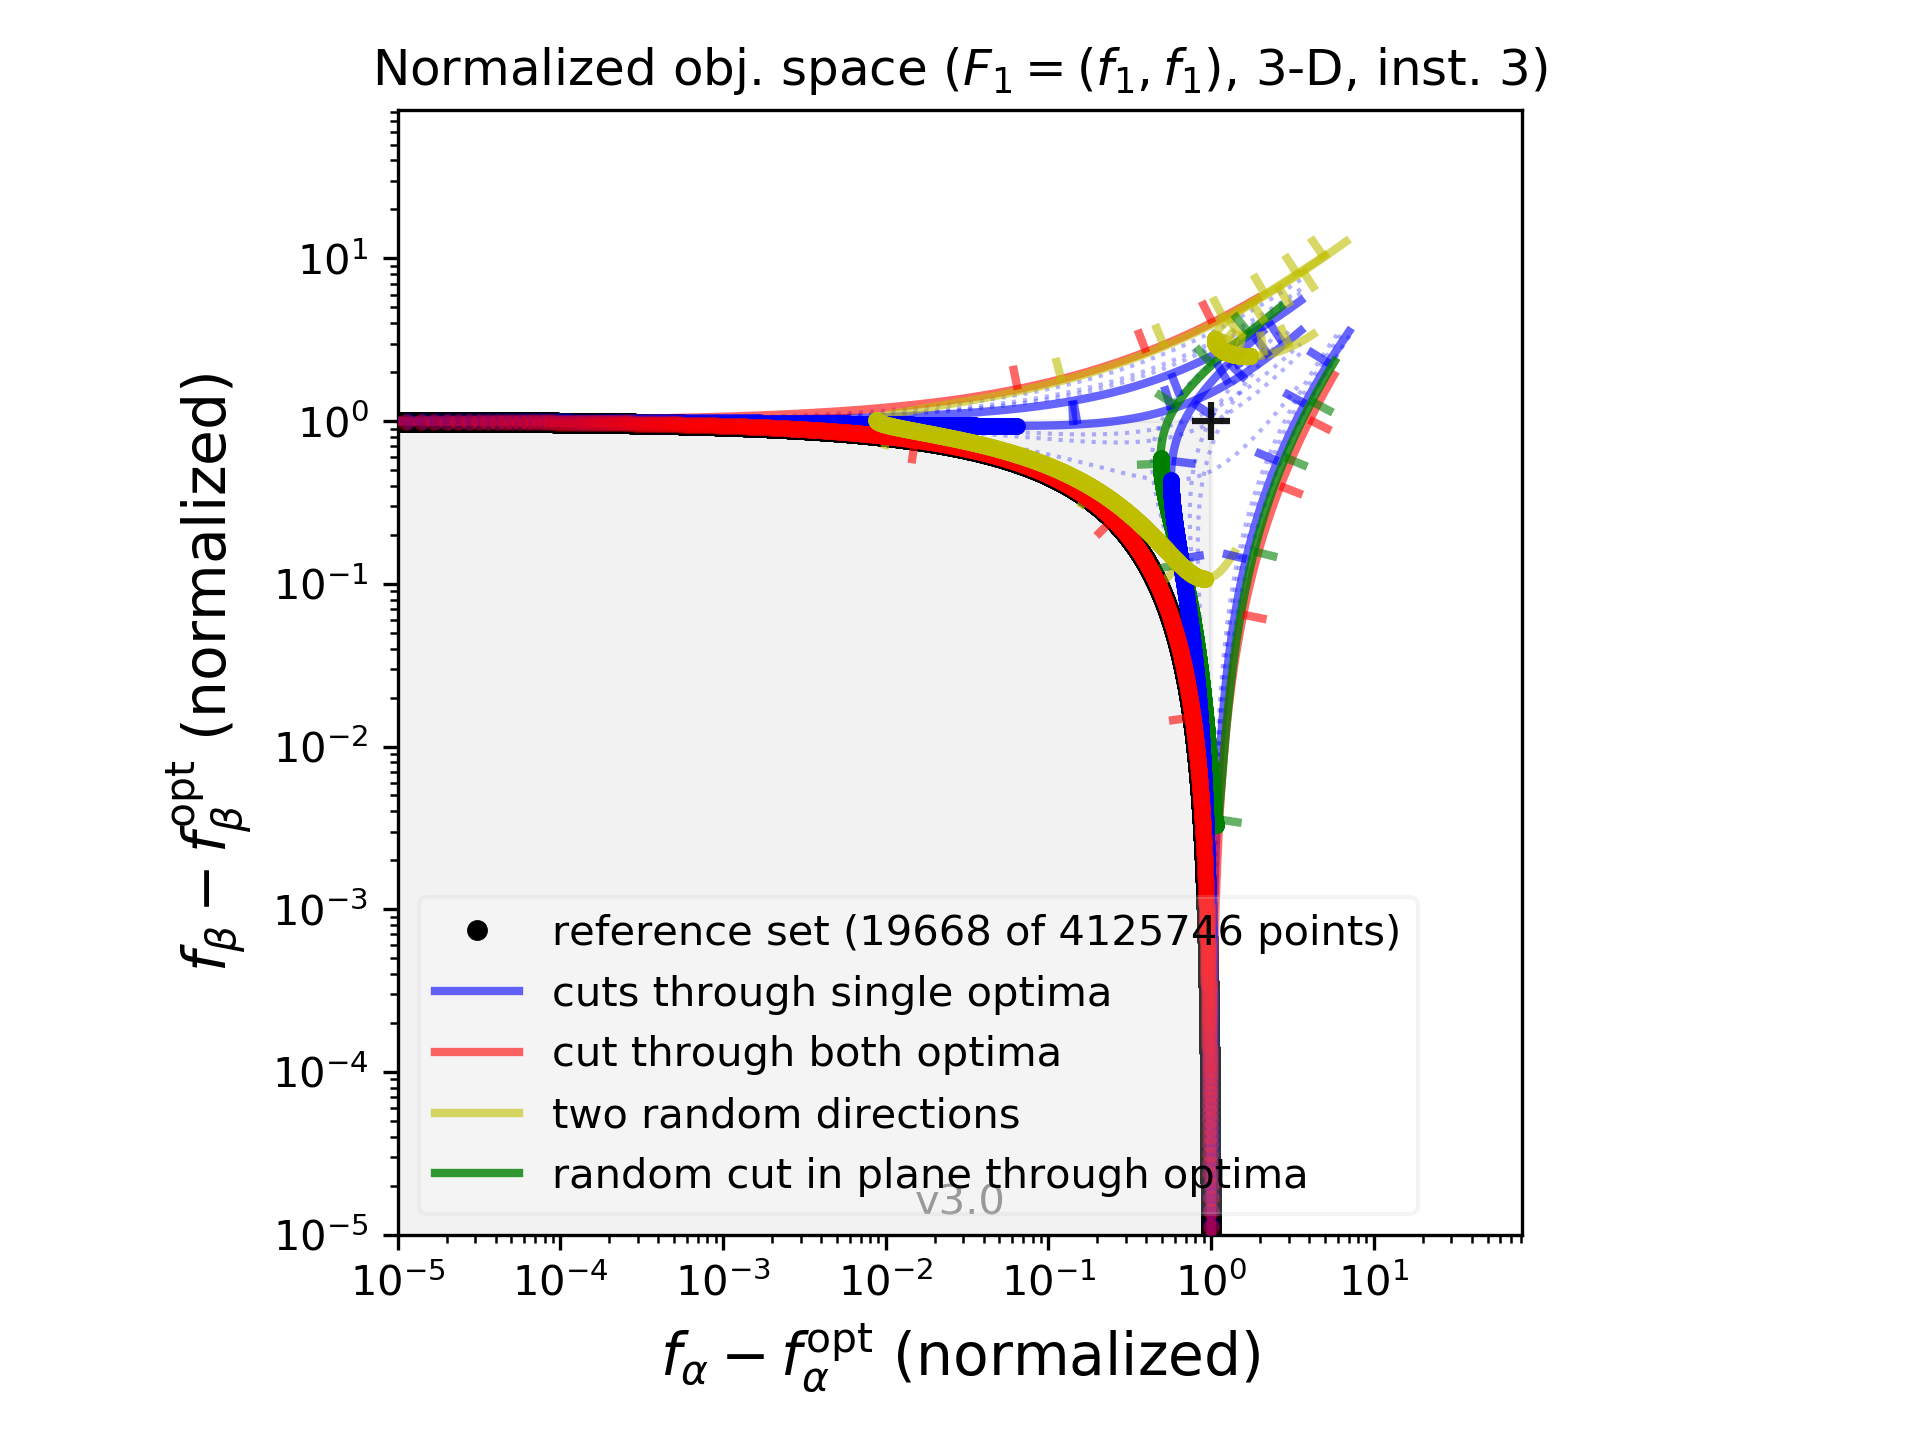 Normalized obj. space (F₁ = (f₁, f₁), 3-D, inst. 3)
f_β − f_β^opt (normalized)
10¹
10⁰
10⁻¹
10⁻²
10⁻³
10⁻⁴
10⁻⁵
reference set (19668 of 4125746 points)
cuts through single optima
cut through both optima
two random directions
random cut in plane through optima
v3.0
10⁻⁵ 10⁻⁴ 10⁻³ 10⁻² 10⁻¹ 10⁰ 10¹
f_α − f_α^opt (normalized)